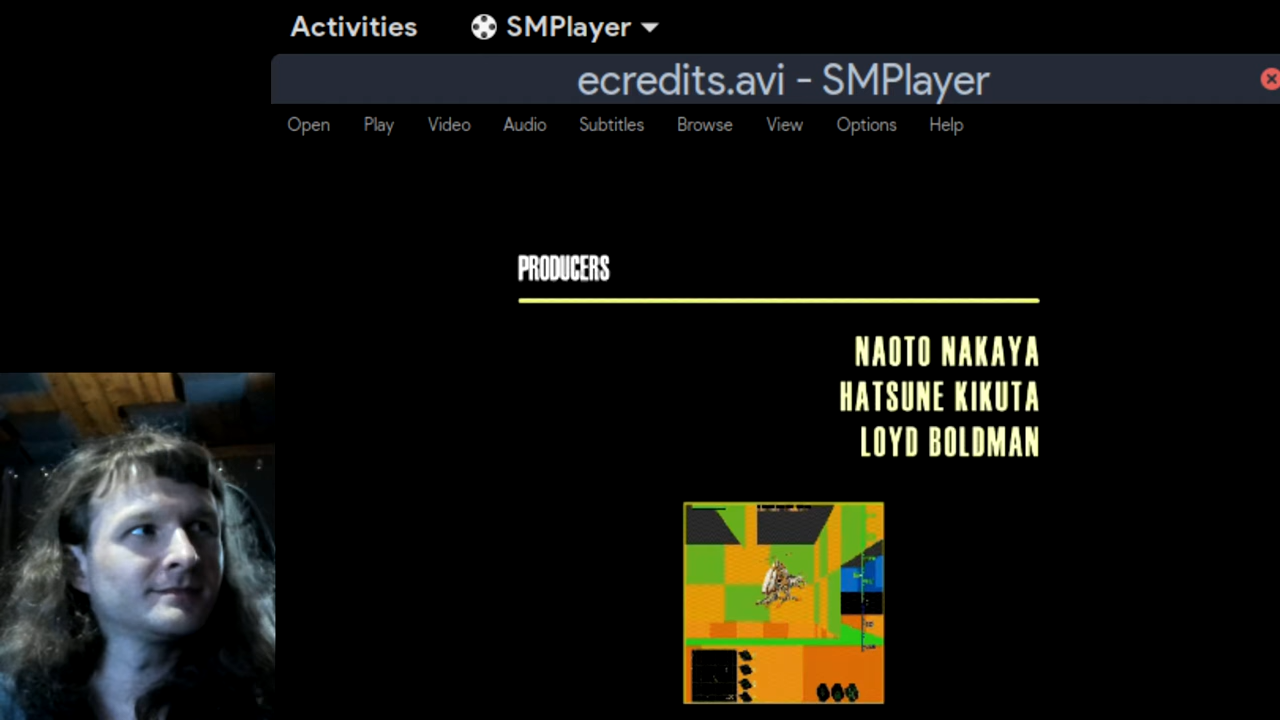 Activities SMPlayer
ecredits.avi - SMPlayer
Open Play Video Audio Subtitles Browse View Options Help
PRODUCERS
NAOTO NAKAYA
HATSUNE KIKUTA
LOYD BOLDMAN